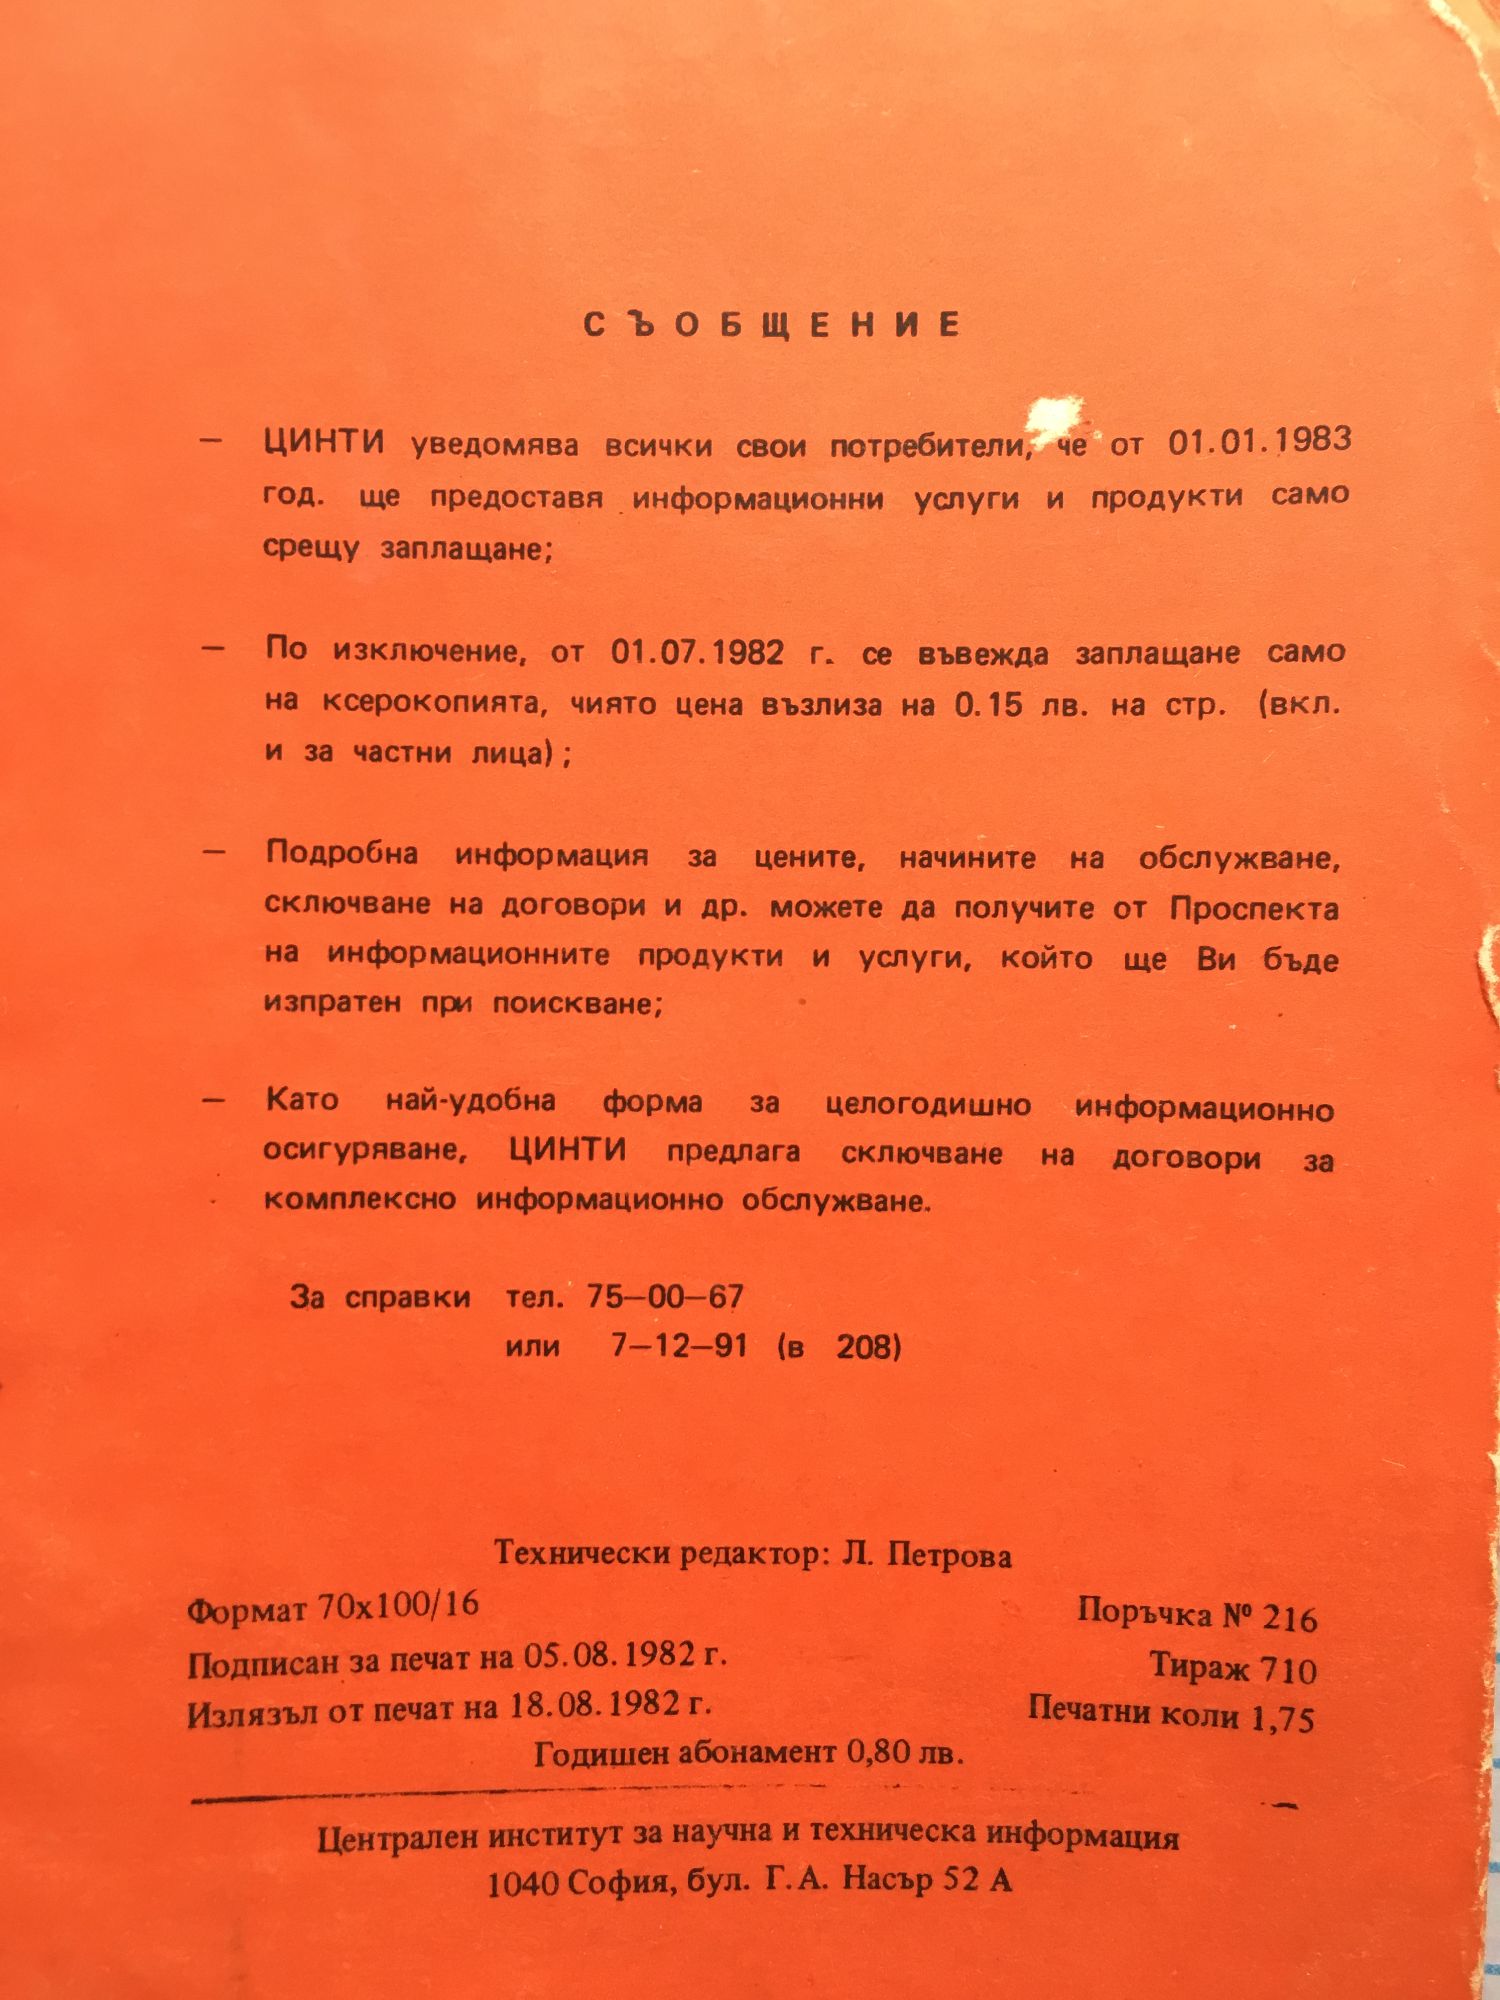 СЪОБЩЕНИЕ
— ЦИНТИ уведомява всички свои потребители, че от 01.01.1983
год. ще предоставя информационни услуги и продукти само
срещу заплащане;
— По изключение, от 01.07.1982 г. се въвежда заплащане само
на ксерокопията, чиято цена възлиза на 0.15 лв. на стр. (вкл.
и за частни лица);
— Подробна информация за цените, начините на обслужване,
сключване на договори и др. можете да получите от Проспекта
на информационните продукти и услуги, който ще Ви бъде
изпратен при поискване;
— Като най-удобна форма за целогодишно информационно
осигуряване, ЦИНТИ предлага сключване на договори за
комплексно информационно обслужване.
За справки тел. 75—00—67
или 7—12—91 (в 208)
Технически редактор: Л. Петрова
Формат 70х100/16 Поръчка № 216
Подписан за печат на 05.08.1982 г. Тираж 710
Излязъл от печат на 18.08.1982 г. Печатни коли 1,75
Годишен абонамент 0,80 лв.
Централен институт за научна и техническа информация
1040 София, бул. Г.А. Насър 52 А